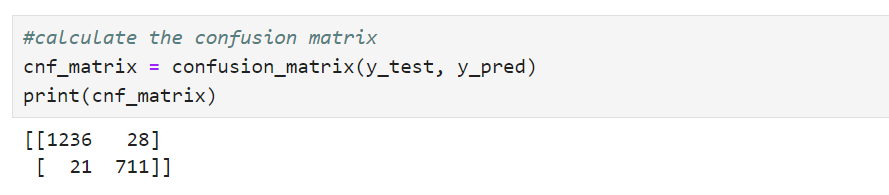 #calculate the confusion matrix
cnf_matrix = confusion_matrix(y_test, y_pred)
print(cnf_matrix)
[[1236   28]
 [  21  711]]